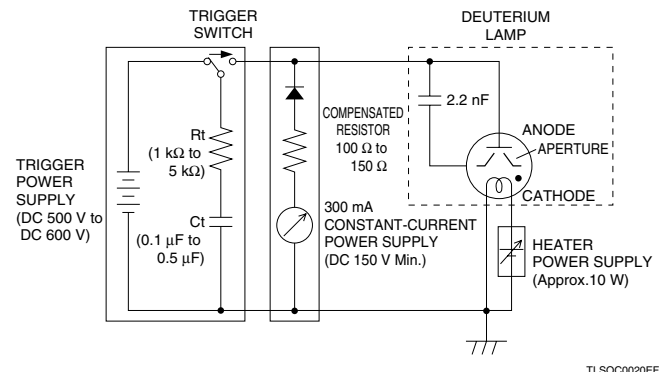 TRIGGER
SWITCH
DEUTERIUM
LAMP
2.2 nF
Rt
(1 kΩ to
5 kΩ)
COMPENSATED
RESISTOR
100 Ω to
150 Ω
ANODE
APERTURE
TRIGGER
POWER
SUPPLY
(DC 500 V to
DC 600 V)
CATHODE
Ct
(0.1 µF to
0.5 µF)
300 mA
CONSTANT-CURRENT
POWER SUPPLY
(DC 150 V Min.)
HEATER
POWER SUPPLY
(Approx.10 W)
TLSOC0020EF